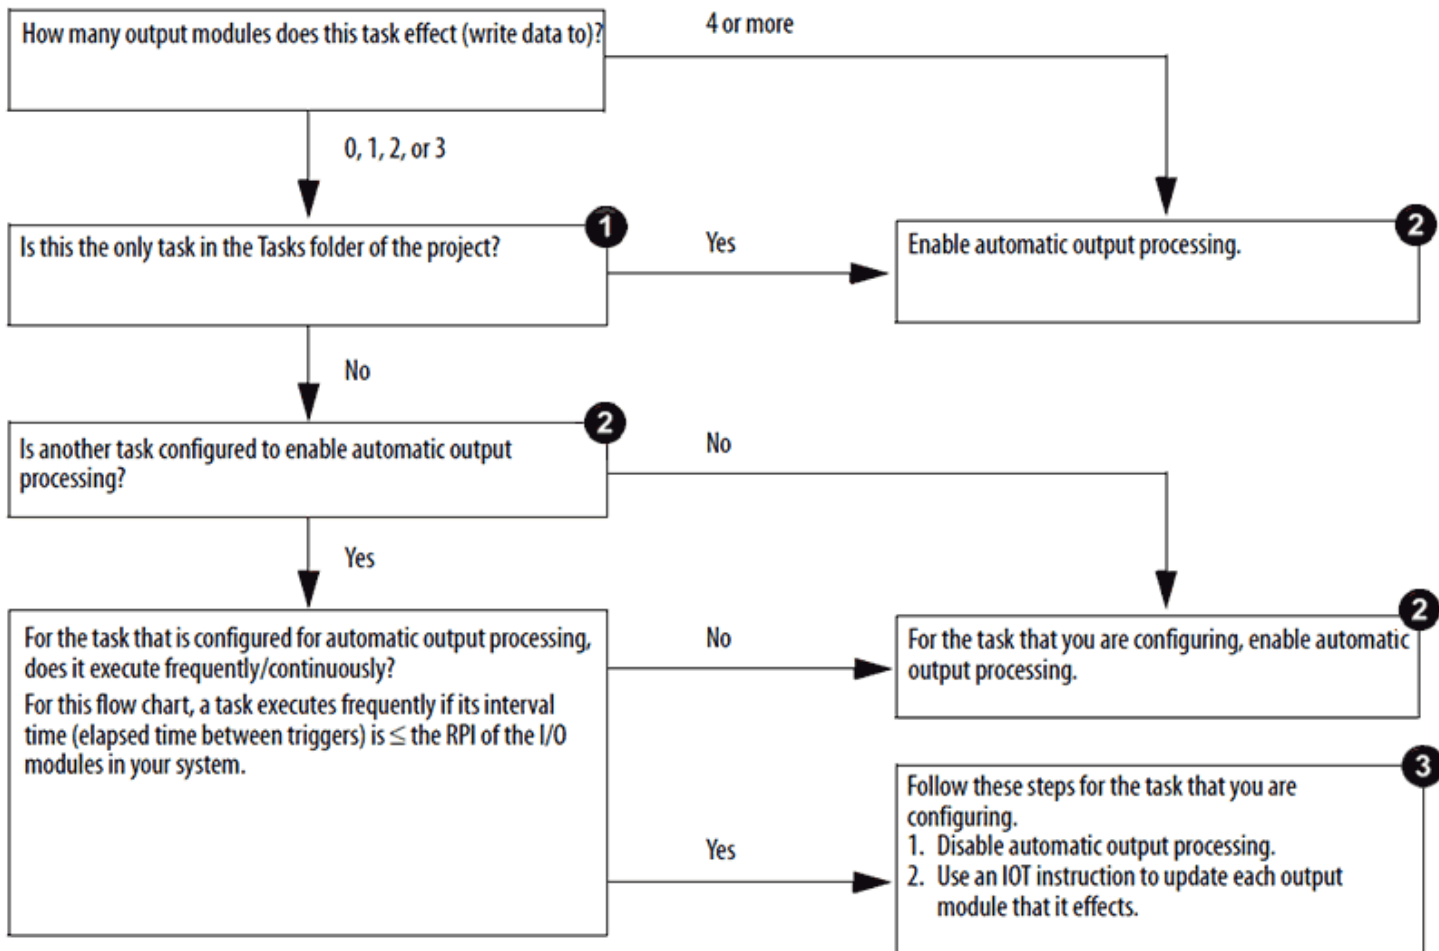 How many output modules does this task effect (write data to)?
4 or more
0, 1, 2, or 3
1
Is this the only task in the Tasks folder of the project?
Yes
2
Enable automatic output processing.
No
2
Is another task configured to enable automatic output
processing?
No
Yes
For the task that is configured for automatic output processing,
does it execute frequently/continuously?
For this flow chart, a task executes frequently if its interval
time (elapsed time between triggers) is ≤ the RPI of the I/O
modules in your system.
No
2
For the task that you are configuring, enable automatic
output processing.
Yes
3
Follow these steps for the task that you are
configuring.
1. Disable automatic output processing.
2. Use an IOT instruction to update each output
module that it effects.